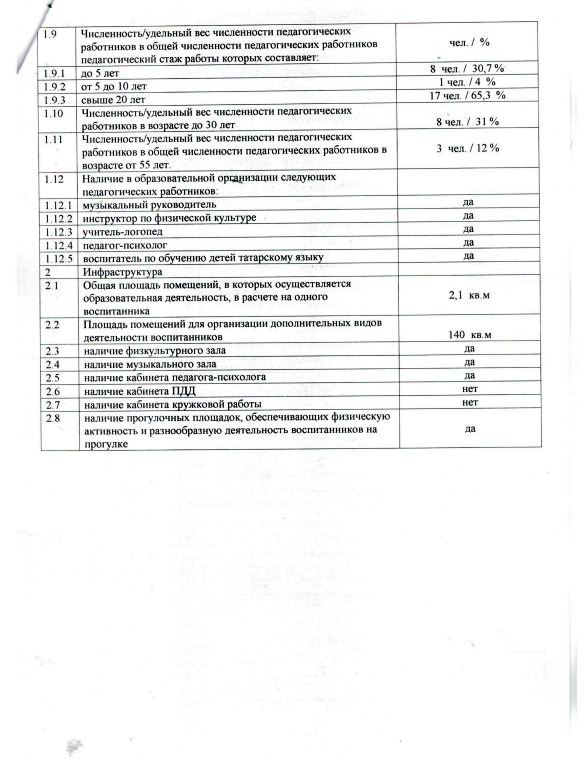 1.9 Численность/удельный вес численности педагогических
работников в общей численности педагогических работников
педагогический стаж работы которых составляет:
чел. / %
1.9.1 до 5 лет 8 чел. / 30,7 %
1.9.2 от 5 до 10 лет 1 чел. / 4 %
1.9.3 свыше 20 лет 17 чел. / 65,3 %
1.10 Численность/удельный вес численности педагогических
работников в возрасте до 30 лет 8 чел. / 31 %
1.11 Численность/удельный вес численности педагогических
работников в общей численности педагогических работников в
возрасте от 55 лет.
3 чел. / 12 %
1.12 Наличие в образовательной организации следующих
педагогических работников:
1.12.1 музыкальный руководитель да
1.12.2 инструктор по физической культуре да
1.12.3 учитель-логопед да
1.12.4 педагог-психолог да
1.12.5 воспитатель по обучению детей татарскому языку да
2 Инфраструктура
2.1 Общая площадь помещений, в которых осуществляется
образовательная деятельность, в расчете на одного
воспитанника
2,1 кв.м
2.2 Площадь помещений для организации дополнительных видов
деятельности воспитанников 140 кв.м
2.3 наличие физкультурного зала да
2.4 наличие музыкального зала да
2.5 наличие кабинета педагога-психолога да
2.6 наличие кабинета ПДД нет
2.7 наличие кабинета кружковой работы нет
2.8 наличие прогулочных площадок, обеспечивающих физическую
активность и разнообразную деятельность воспитанников на
прогулке
да